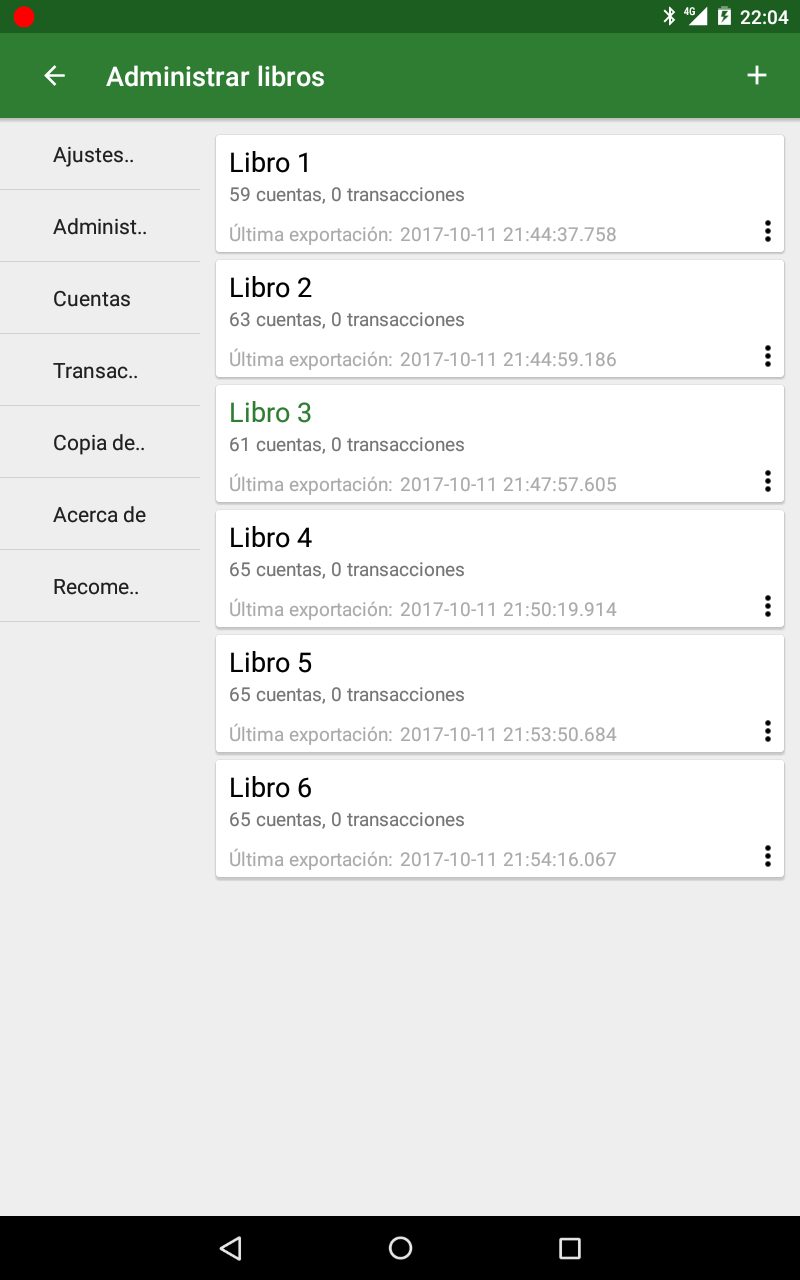 4G 22:04
Administrar libros
Ajustes..
Administ..
Cuentas
Transac..
Copia de..
Acerca de
Recome..
Libro 1
59 cuentas, 0 transacciones
Última exportación: 2017-10-11 21:44:37.758
Libro 2
63 cuentas, 0 transacciones
Última exportación: 2017-10-11 21:44:59.186
Libro 3
61 cuentas, 0 transacciones
Última exportación: 2017-10-11 21:47:57.605
Libro 4
65 cuentas, 0 transacciones
Última exportación: 2017-10-11 21:50:19.914
Libro 5
65 cuentas, 0 transacciones
Última exportación: 2017-10-11 21:53:50.684
Libro 6
65 cuentas, 0 transacciones
Última exportación: 2017-10-11 21:54:16.067